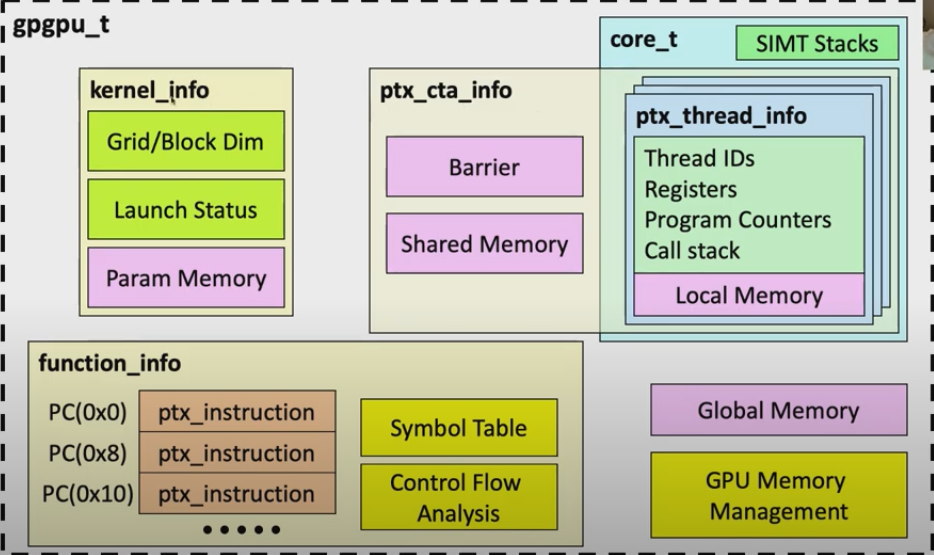 gpgpu_t
core_t
SIMT Stacks
kernel_info
Grid/Block Dim
Launch Status
Param Memory
ptx_cta_info
Barrier
Shared Memory
ptx_thread_info
Thread IDs
Registers
Program Counters
Call stack
Local Memory
function_info
PC(0x0) ptx_instruction
PC(0x8) ptx_instruction
PC(0x10) ptx_instruction
•••••
Symbol Table
Control Flow
Analysis
Global Memory
GPU Memory
Management